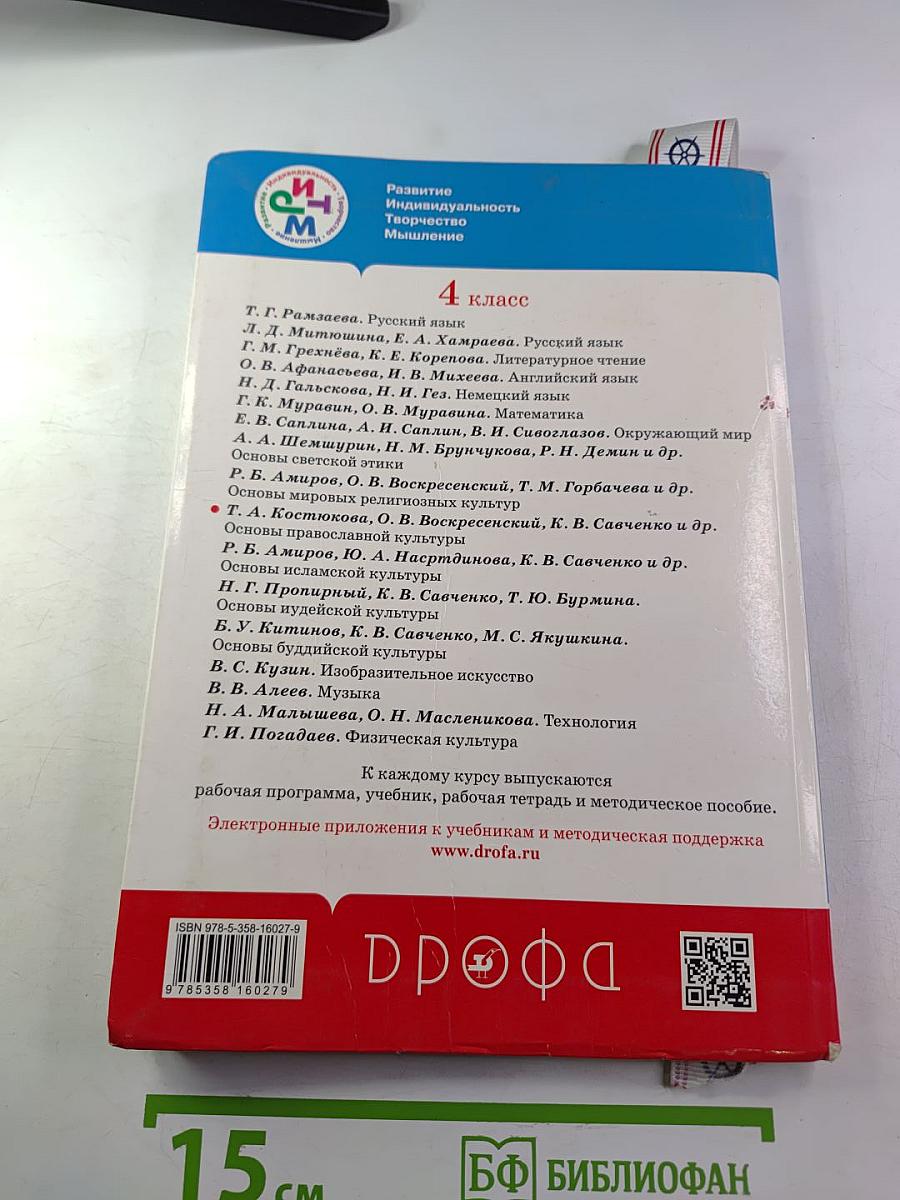 РИТМ
Развитие • Индивидуальность • Творчество • Мышление •
Развитие
Индивидуальность
Творчество
Мышление
4 класс
Т. Г. Рамзаева. Русский язык
Л. Д. Митюшина, Е. А. Хамраева. Русский язык
Г. М. Грехнёва, К. Е. Корепова. Литературное чтение
О. В. Афанасьева, И. В. Михеева. Английский язык
Н. Д. Гальскова, Н. И. Гез. Немецкий язык
Г. К. Муравин, О. В. Муравина. Математика
Е. В. Саплина, А. И. Саплин, В. И. Сивоглазов. Окружающий мир
А. А. Шемшурин, Н. М. Брунчукова, Р. Н. Демин и др.
Основы светской этики
Р. Б. Амиров, О. В. Воскресенский, Т. М. Горбачева и др.
Основы мировых религиозных культур
• Т. А. Костюкова, О. В. Воскресенский, К. В. Савченко и др.
Основы православной культуры
Р. Б. Амиров, Ю. А. Насртдинова, К. В. Савченко и др.
Основы исламской культуры
Н. Г. Пропирный, К. В. Савченко, Т. Ю. Бурмина.
Основы иудейской культуры
Б. У. Китинов, К. В. Савченко, М. С. Якушкина.
Основы буддийской культуры
В. С. Кузин. Изобразительное искусство
В. В. Алеев. Музыка
Н. А. Малышева, О. Н. Масленикова. Технология
Г. И. Погадаев. Физическая культура
К каждому курсу выпускаются
рабочая программа, учебник, рабочая тетрадь и методическое пособие.
Электронные приложения к учебникам и методическая поддержка
www.drofa.ru
ISBN 978-5-358-16027-9
9 785358 160279
дрофа
15 см
БФ БИБЛИОФАН